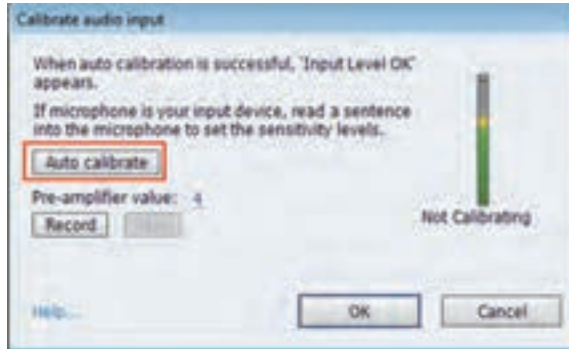 Calibrate audio input
When auto calibration is successful, 'Input Level OK'
appears.
If microphone is your input device, read a sentence
into the microphone to set the sensitivity levels.
Auto calibrate
Pre-amplifier value: 4
Record
Not Calibrating
Help...
OK
Cancel